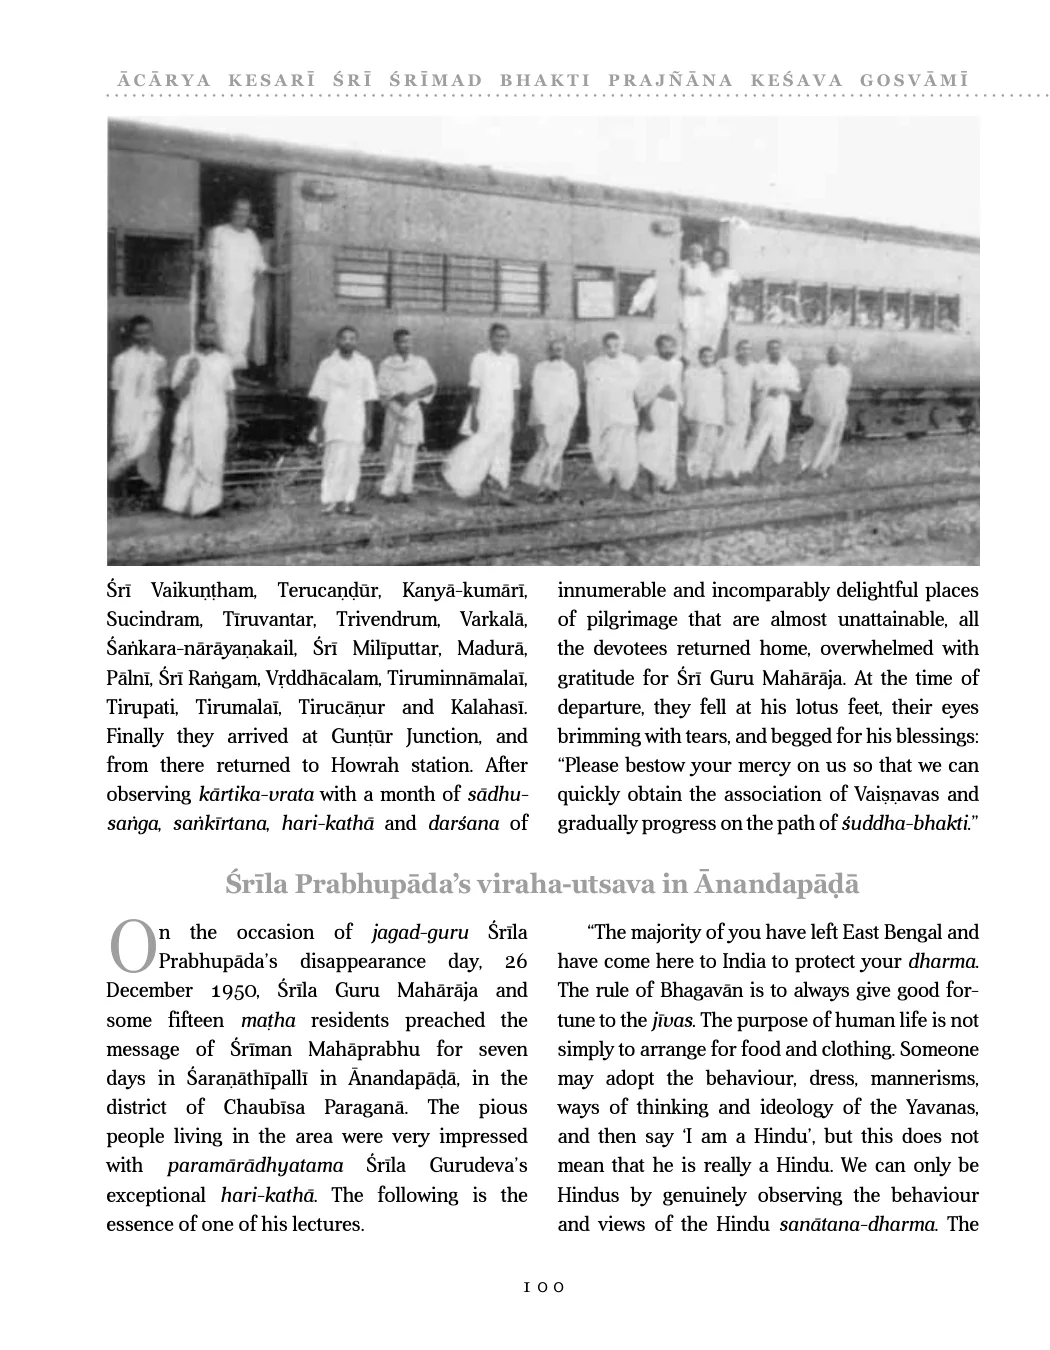 ĀCĀRYA KESARĪ ŚRĪ ŚRĪMAD BHAKTI PRAJÑĀNA KEŚAVA GOSVĀMĪ
Śrī Vaikuṇṭham, Terucaṇḍūr, Kanyā-kumārī,
Sucindram, Tīruvantar, Trivendrum, Varkalā,
Śaṅkara-nārāyaṇakail, Śrī Milīputtar, Madurā,
Pālnī, Śrī Raṅgam, Vṛddhācalam, Tiruminnāmalaī,
Tirupati, Tirumalaī, Tirucāṇur and Kalahasī.
Finally they arrived at Guṇṭūr Junction, and
from there returned to Howrah station. After
observing kārtika-vrata with a month of sādhu-
saṅga, saṅkīrtana, hari-kathā and darśana of
innumerable and incomparably delightful places
of pilgrimage that are almost unattainable, all
the devotees returned home, overwhelmed with
gratitude for Śrī Guru Mahārāja. At the time of
departure, they fell at his lotus feet, their eyes
brimming with tears, and begged for his blessings:
“Please bestow your mercy on us so that we can
quickly obtain the association of Vaiṣṇavas and
gradually progress on the path of śuddha-bhakti.”
Śrīla Prabhupāda’s viraha-utsava in Ānandapāḍā
On the occasion of jagad-guru Śrīla
Prabhupāda’s disappearance day, 26
December 1950, Śrīla Guru Mahārāja and
some fifteen maṭha residents preached the
message of Śrīman Mahāprabhu for seven
days in Śaraṇāthīpallī in Ānandapāḍā, in the
district of Chaubīsa Paraganā. The pious
people living in the area were very impressed
with paramārādhyatama Śrīla Gurudeva’s
exceptional hari-kathā. The following is the
essence of one of his lectures.
“The majority of you have left East Bengal and
have come here to India to protect your dharma.
The rule of Bhagavān is to always give good for-
tune to the jīvas. The purpose of human life is not
simply to arrange for food and clothing. Someone
may adopt the behaviour, dress, mannerisms,
ways of thinking and ideology of the Yavanas,
and then say ‘I am a Hindu’, but this does not
mean that he is really a Hindu. We can only be
Hindus by genuinely observing the behaviour
and views of the Hindu sanātana-dharma. The
100